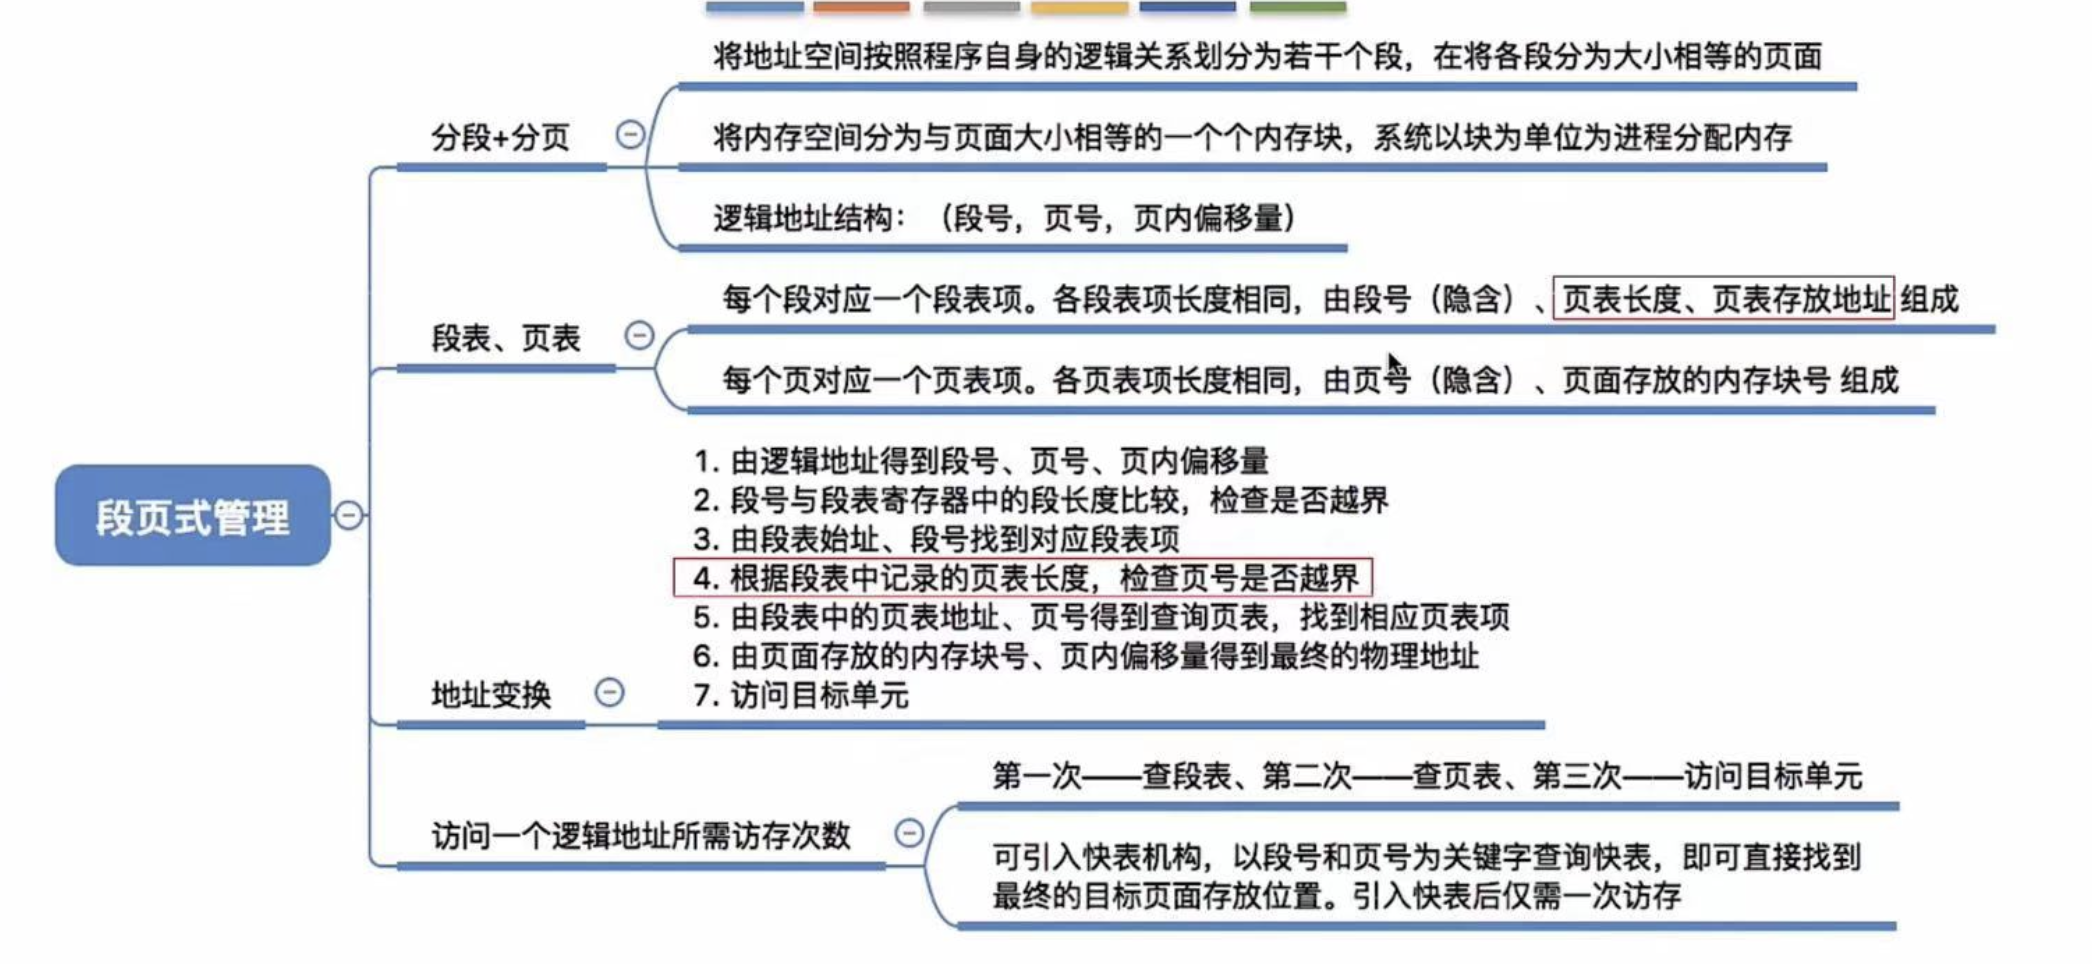 将地址空间按照程序自身的逻辑关系划分为若干个段，在将各段分为大小相等的页面
分段+分页
将内存空间分为与页面大小相等的一个个内存块，系统以块为单位为进程分配内存
逻辑地址结构：（段号，页号，页内偏移量）
每个段对应一个段表项。各段表项长度相同，由段号（隐含）、页表长度、页表存放地址 组成
段表、页表
每个页对应一个页表项。各页表项长度相同，由页号（隐含）、页面存放的内存块号 组成
段页式管理
1. 由逻辑地址得到段号、页号、页内偏移量
2. 段号与段表寄存器中的段长度比较，检查是否越界
3. 由段表始址、段号找到对应段表项
4. 根据段表中记录的页表长度，检查页号是否越界
5. 由段表中的页表地址、页号得到查询页表，找到相应页表项
6. 由页面存放的内存块号、页内偏移量得到最终的物理地址
7. 访问目标单元
地址变换
第一次——查段表、第二次——查页表、第三次——访问目标单元
访问一个逻辑地址所需访存次数
可引入快表机构，以段号和页号为关键字查询快表，即可直接找到
最终的目标页面存放位置。引入快表后仅需一次访存